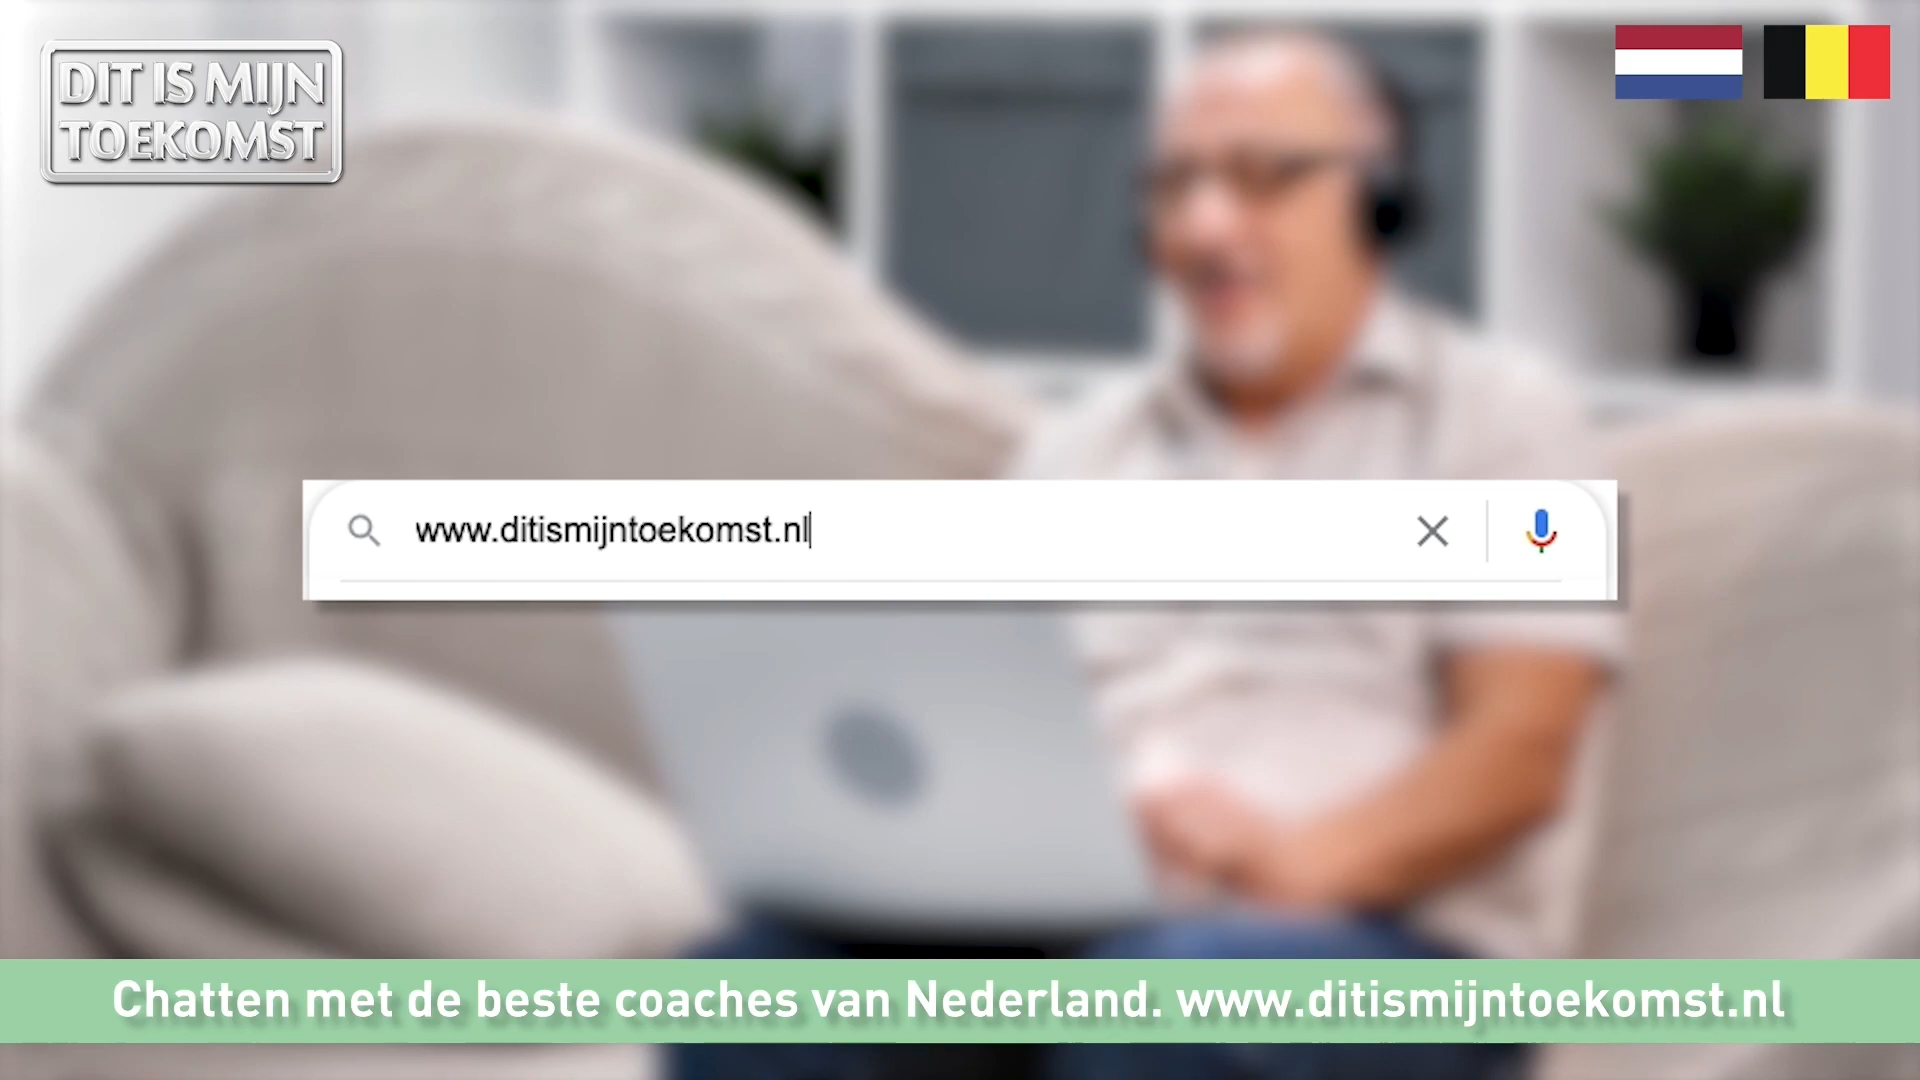 DIT IS MIJN
TOEKOMST
www.ditismijntoekomst.nl
Chatten met de beste coaches van Nederland. www.ditismijntoekomst.nl